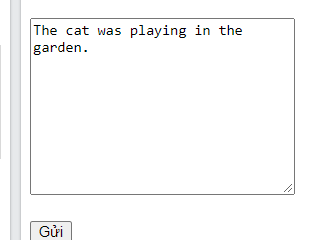 The cat was playing in the
garden.
Gửi